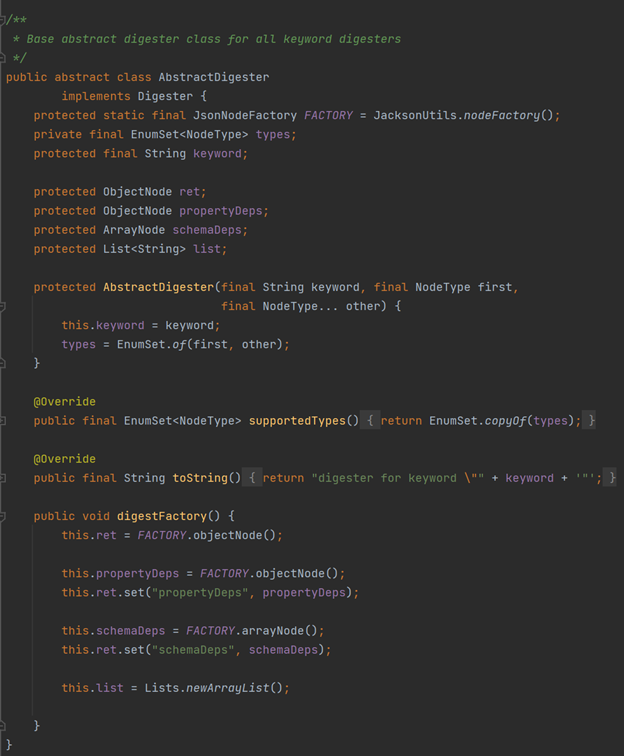 /**
 * Base abstract digester class for all keyword digesters
 */
public abstract class AbstractDigester
        implements Digester {
    protected static final JsonNodeFactory FACTORY = JacksonUtils.nodeFactory();
    private final EnumSet<NodeType> types;
    protected final String keyword;

    protected ObjectNode ret;
    protected ObjectNode propertyDeps;
    protected ArrayNode schemaDeps;
    protected List<String> list;

    protected AbstractDigester(final String keyword, final NodeType first,
                               final NodeType... other) {
        this.keyword = keyword;
        types = EnumSet.of(first, other);
    }

    @Override
    public final EnumSet<NodeType> supportedTypes() { return EnumSet.copyOf(types); }

    @Override
    public final String toString() { return "digester for keyword \"" + keyword + '"'; }

    public void digestFactory() {
        this.ret = FACTORY.objectNode();

        this.propertyDeps = FACTORY.objectNode();
        this.ret.set("propertyDeps", propertyDeps);

        this.schemaDeps = FACTORY.arrayNode();
        this.ret.set("schemaDeps", schemaDeps);

        this.list = Lists.newArrayList();

    }
}